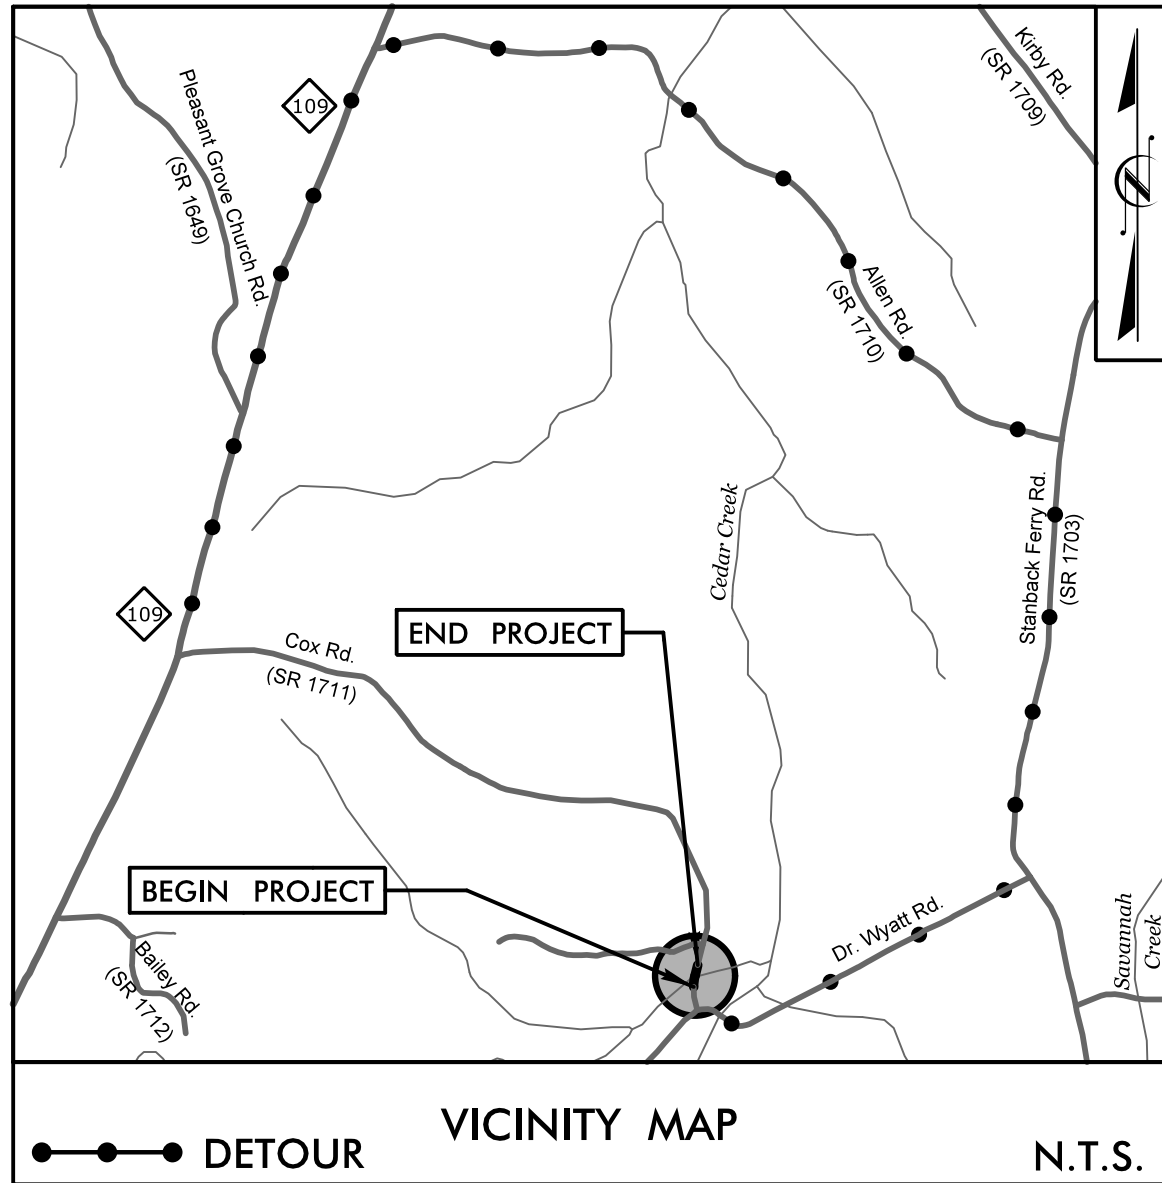 Kirby Rd.
(SR 1709)
Pleasant Grove Church Rd.
(SR 1649)
109
Allen Rd.
(SR 1710)
Stanback Ferry Rd.
(SR 1703)
Cedar Creek
109
END PROJECT
Cox Rd.
(SR 1711)
BEGIN PROJECT
Dr. Wyatt Rd.
Savannah
Creek
Bailey Rd.
(SR 1712)
VICINITY MAP
DETOUR
N.T.S.